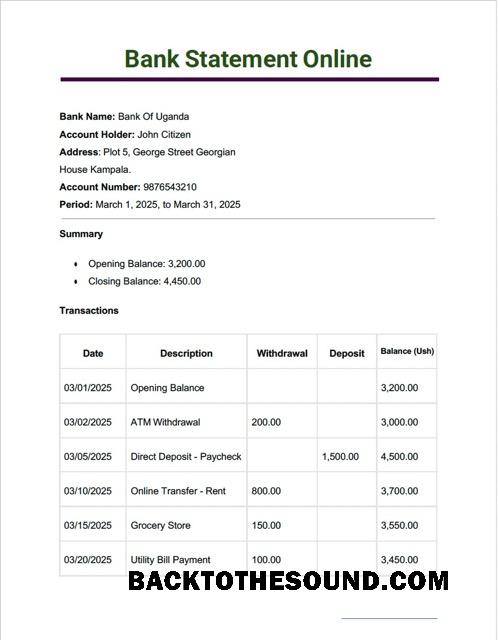 Bank Statement Online
Bank Name: Bank Of Uganda
Account Holder: John Citizen
Address: Plot 5, George Street Georgian
House Kampala.
Account Number: 9876543210
Period: March 1, 2025, to March 31, 2025
Summary
Opening Balance: 3,200.00
Closing Balance: 4,450.00
Transactions
Date Description Withdrawal Deposit Balance (Ush)
03/01/2025 Opening Balance 3,200.00
03/02/2025 ATM Withdrawal 200.00 3,000.00
03/05/2025 Direct Deposit - Paycheck 1,500.00 4,500.00
03/10/2025 Online Transfer - Rent 800.00 3,700.00
03/15/2025 Grocery Store 150.00 3,550.00
03/20/2025 Utility Bill Payment 100.00 3,450.00
BACKTOTHESOUND.COM